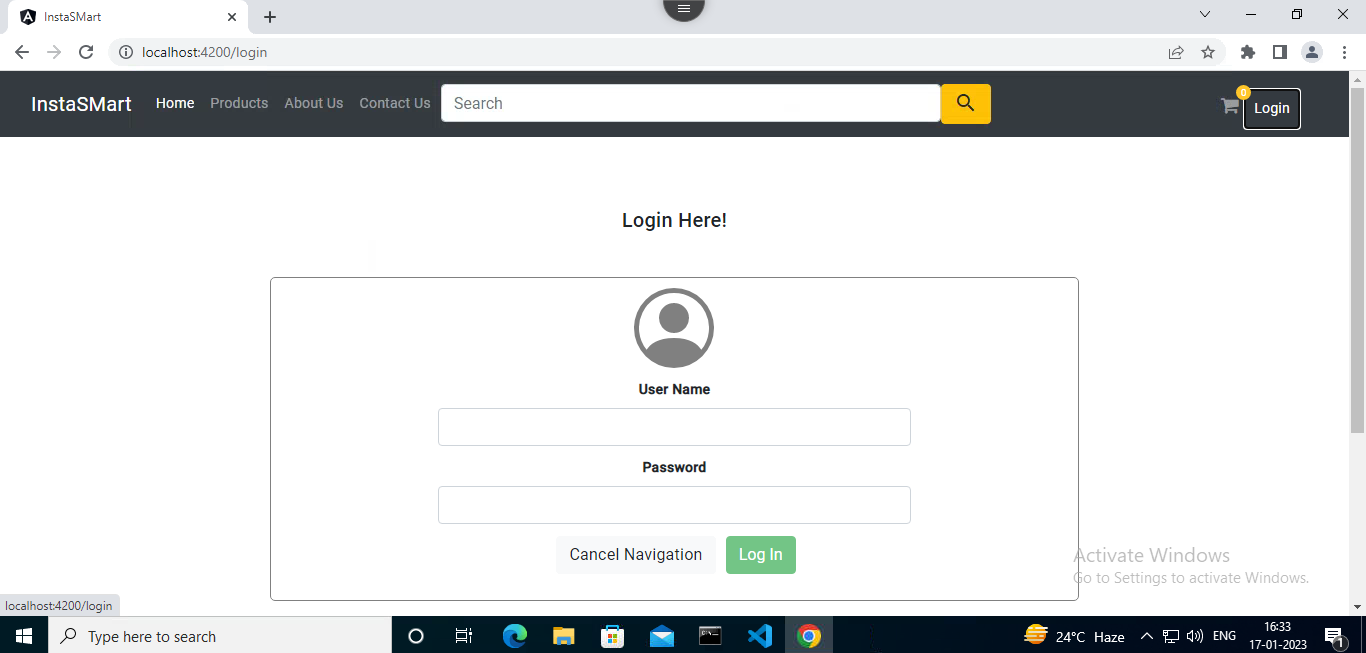 InstaSMart
localhost:4200/login
InstaSMart Home Products About Us Contact Us Search 0 Login
Login Here!
User Name
Password
Cancel Navigation Log In
Activate Windows
Go to Settings to activate Windows.
localhost:4200/login
Type here to search 24°C Haze ENG 16:33
17-01-2023 1